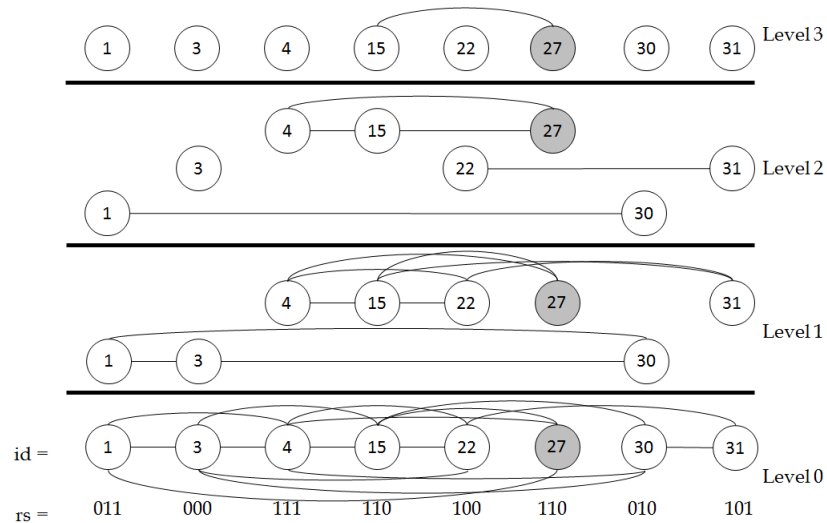 1 3 4 15 22 27 30 31 Level 3
4 15 27
3 22 31 Level 2
1 30
4 15 22 27 31
Level 1
1 3 30
id = 1 3 4 15 22 27 30 31
Level 0
rs = 011 000 111 110 100 110 010 101